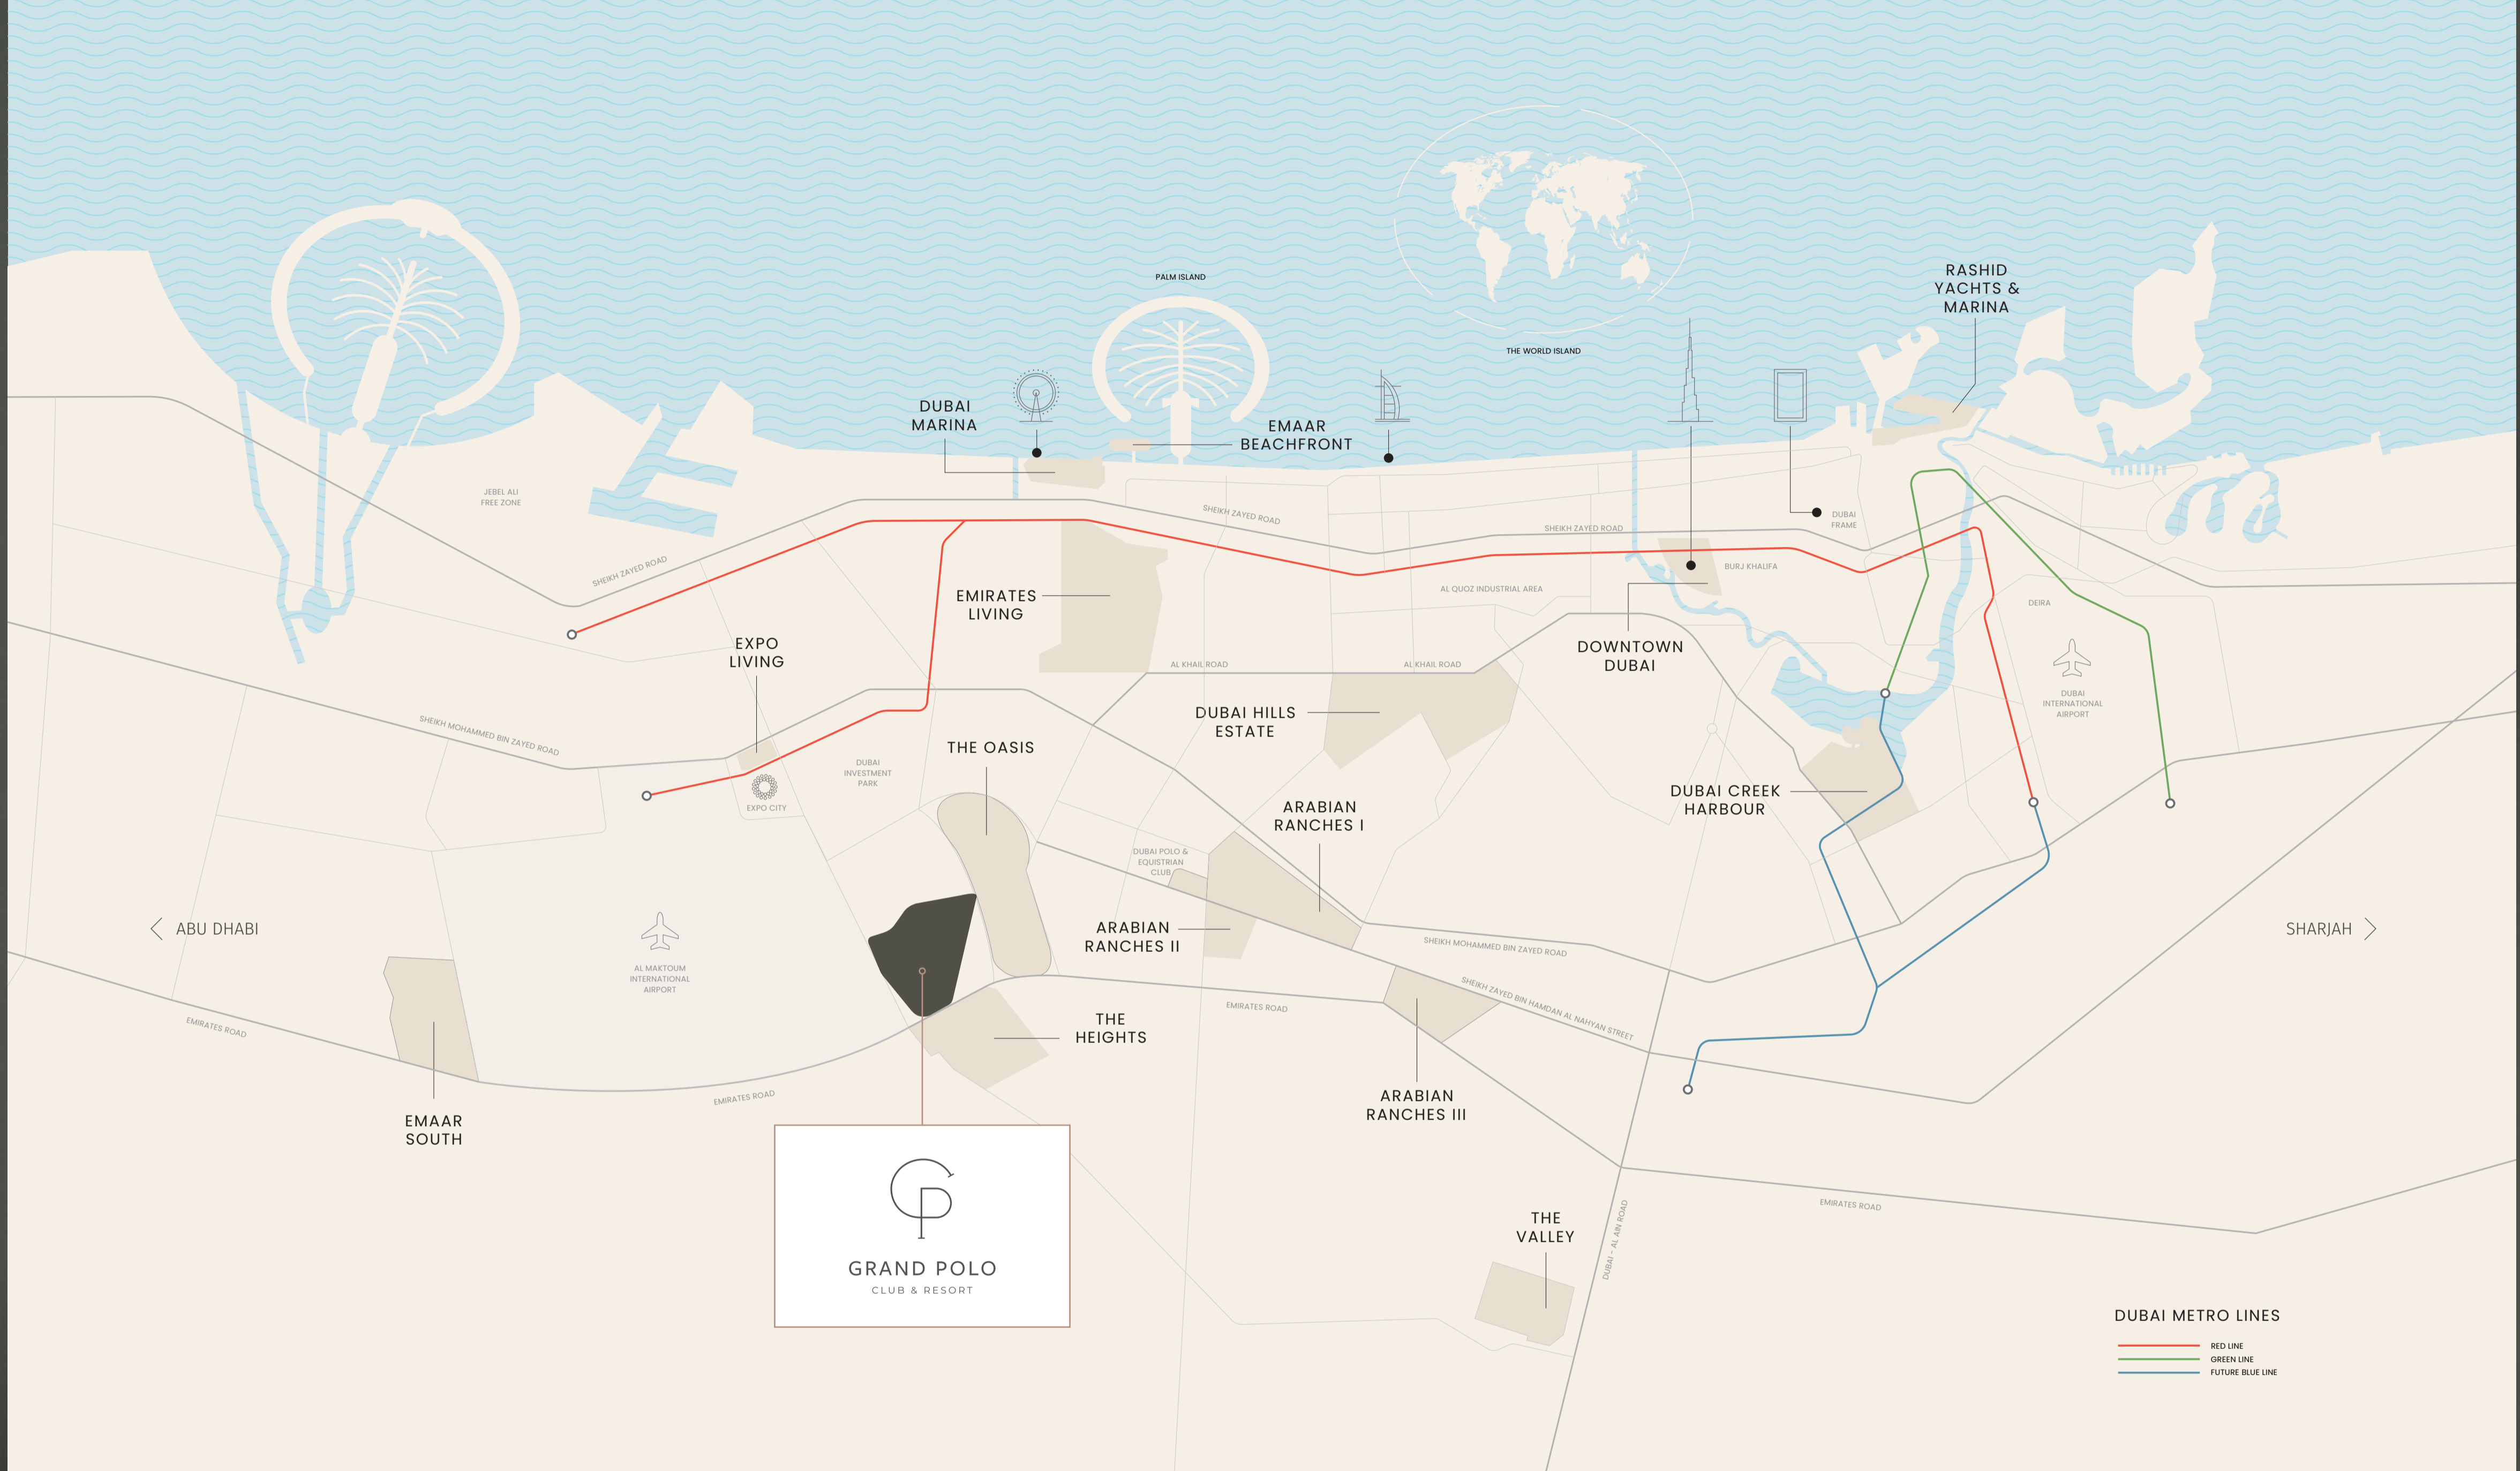 PALM ISLAND
THE WORLD ISLAND
RASHID
YACHTS &
MARINA
DUBAI
MARINA
EMAAR
BEACHFRONT
JEBEL ALI
FREE ZONE
SHEIKH ZAYED ROAD
SHEIKH ZAYED ROAD
SHEIKH ZAYED ROAD
DUBAI
FRAME
BURJ KHALIFA
AL QUOZ INDUSTRIAL AREA
EMIRATES
LIVING
DEIRA
EXPO
LIVING
DOWNTOWN
DUBAI
AL KHAIL ROAD
AL KHAIL ROAD
DUBAI
INTERNATIONAL
AIRPORT
DUBAI HILLS
ESTATE
SHEIKH MOHAMMED BIN ZAYED ROAD
THE OASIS
DUBAI
INVESTMENT
PARK
EXPO CITY
DUBAI CREEK
HARBOUR
ARABIAN
RANCHES I
DUBAI POLO &
EQUISTRIAN
CLUB
ABU DHABI
ARABIAN
RANCHES II
SHEIKH MOHAMMED BIN ZAYED ROAD
SHARJAH
AL MAKTOUM
INTERNATIONAL
AIRPORT
SHEIKH ZAYED BIN HAMDAN AL NAHYAN STREET
EMIRATES ROAD
EMIRATES ROAD
THE
HEIGHTS
EMIRATES ROAD
ARABIAN
RANCHES III
EMAAR
SOUTH
GP
GRAND POLO
CLUB & RESORT
THE
VALLEY
DUBAI - AL AIN ROAD
EMIRATES ROAD
DUBAI METRO LINES
RED LINE
GREEN LINE
FUTURE BLUE LINE